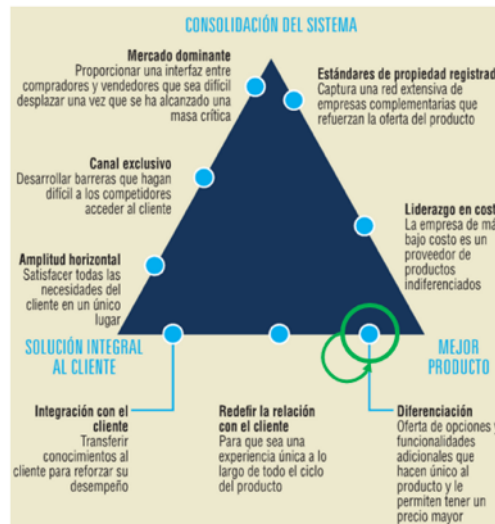 CONSOLIDACIÓN DEL SISTEMA
Mercado dominante
Proporcionar una interfaz entre
compradores y vendedores que sea difícil
desplazar una vez que se ha alcanzado una
masa crítica
Estándares de propiedad registrad
Captura una red extensiva de
empresas complementarias que
refuerzan la oferta del producto
Canal exclusivo
Desarrollar barreras que hagan
difícil a los competidores
acceder al cliente
Liderazgo en cost
La empresa de má
bajo costo es un
proveedor de
productos
indiferenciados
Amplitud horizontal
Satisfacer todas las
necesidades del
cliente en un único
lugar
SOLUCIÓN INTEGRAL
AL CLIENTE
MEJOR
PRODUCTO
Integración con el
cliente
Transferir
conocimientos al
cliente para reforzar su
desempeño
Redefir la relación
con el cliente
Para que sea una
experiencia única a lo
largo de todo el ciclo
del producto
Diferenciación
Oferta de opciones y
funcionalidades
adicionales que
hacen único al
producto y le
permiten tener un
precio mayor